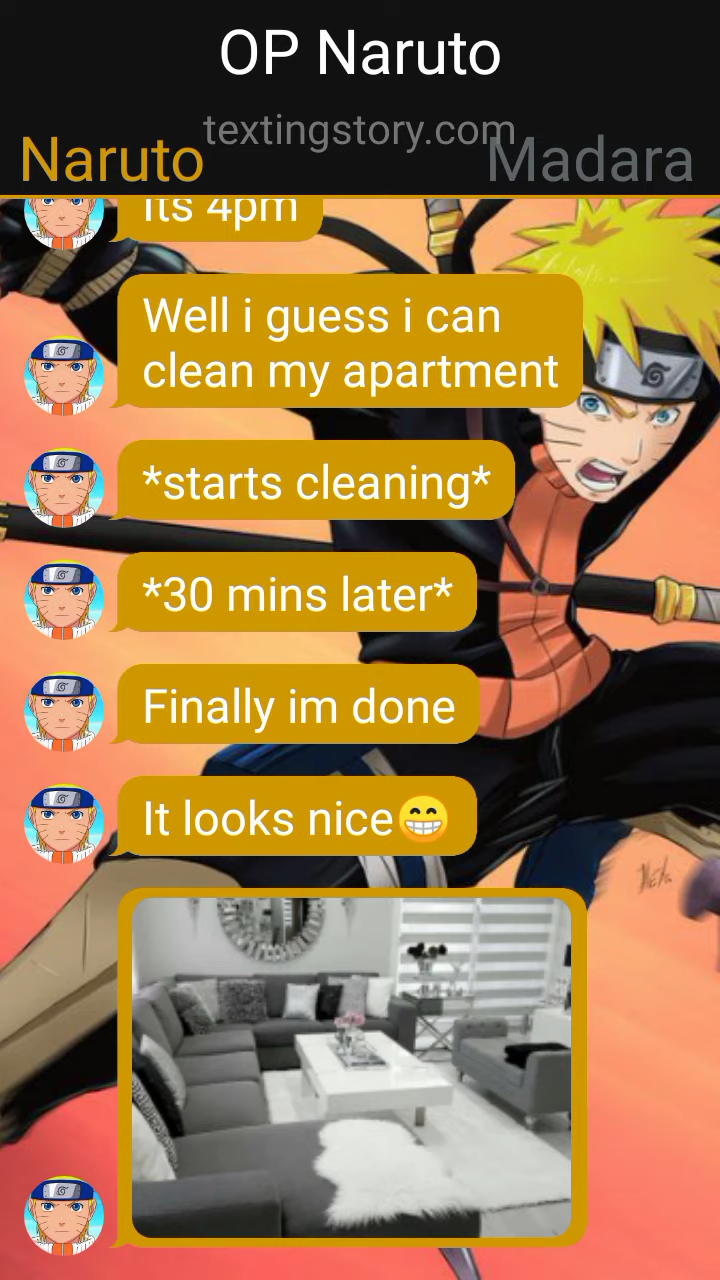 OP Naruto
textingstory.com
Naruto Madara
Its 4pm
Well i guess i can
clean my apartment
*starts cleaning*
*30 mins later*
Finally im done
It looks nice😁